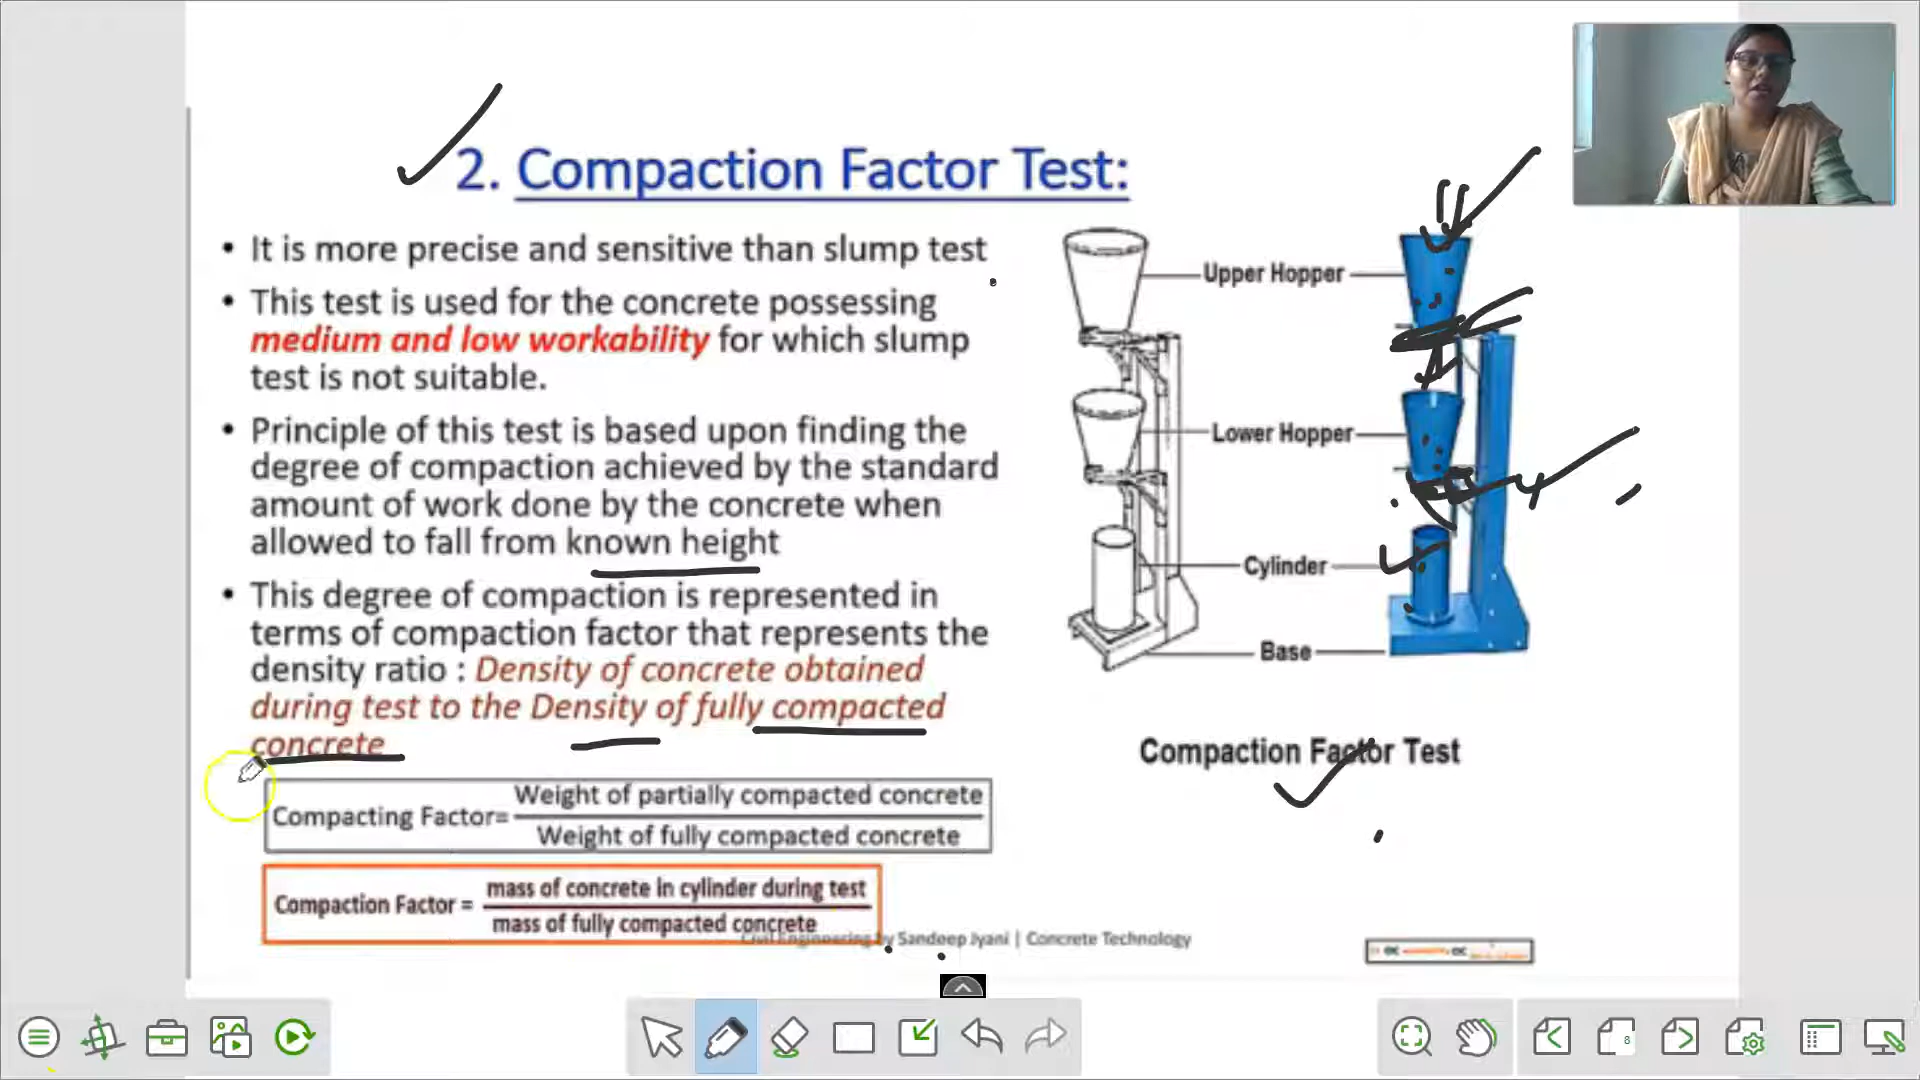 2. Compaction Factor Test:
• It is more precise and sensitive than slump test
• This test is used for the concrete possessing
medium and low workability for which slump
test is not suitable.
• Principle of this test is based upon finding the
degree of compaction achieved by the standard
amount of work done by the concrete when
allowed to fall from known height
• This degree of compaction is represented in
terms of compaction factor that represents the
density ratio : Density of concrete obtained
during test to the Density of fully compacted
concrete
Compacting Factor= Weight of partially compacted concrete
Weight of fully compacted concrete
Compaction Factor = mass of concrete in cylinder during test
mass of fully compacted concrete
Upper Hopper
Lower Hopper
Cylinder
Base
Compaction Factor Test
Civil Engineering by Sandeep Jyani | Concrete Technology
8